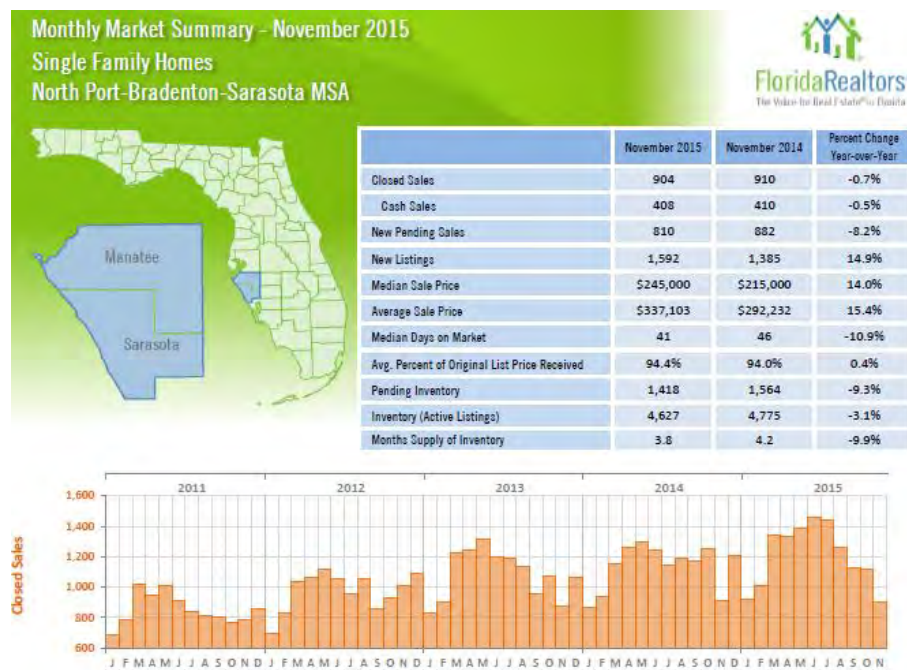 Monthly Market Summary - November 2015
Single Family Homes
North Port-Bradenton-Sarasota MSA
FloridaRealtors
The Voice for Real Estate® in Florida
November 2015 November 2014 Percent Change Year-over-Year
Closed Sales 904 910 -0.7%
Cash Sales 408 410 -0.5%
New Pending Sales 810 882 -8.2%
New Listings 1,592 1,385 14.9%
Median Sale Price $245,000 $215,000 14.0%
Average Sale Price $337,103 $292,232 15.4%
Median Days on Market 41 46 -10.9%
Avg. Percent of Original List Price Received 94.4% 94.0% 0.4%
Pending Inventory 1,418 1,564 -9.3%
Inventory (Active Listings) 4,627 4,775 -3.1%
Months Supply of Inventory 3.8 4.2 -9.9%
Manatee
Sarasota
2011 2012 2013 2014 2015
Closed Sales
1,600
1,400
1,200
1,000
800
600
J F M A M J J A S O N D J F M A M J J A S O N D J F M A M J J A S O N D J F M A M J J A S O N D J F M A M J J A S O N